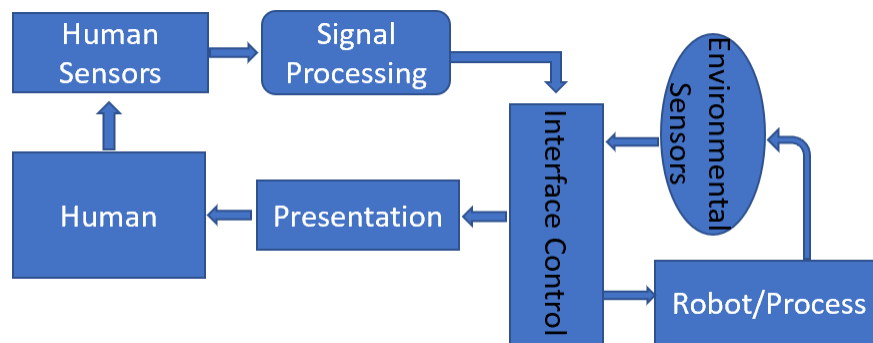 Human
Sensors
Signal
Processing
Environmental
Sensors
Interface Control
Human
Presentation
Robot/Process